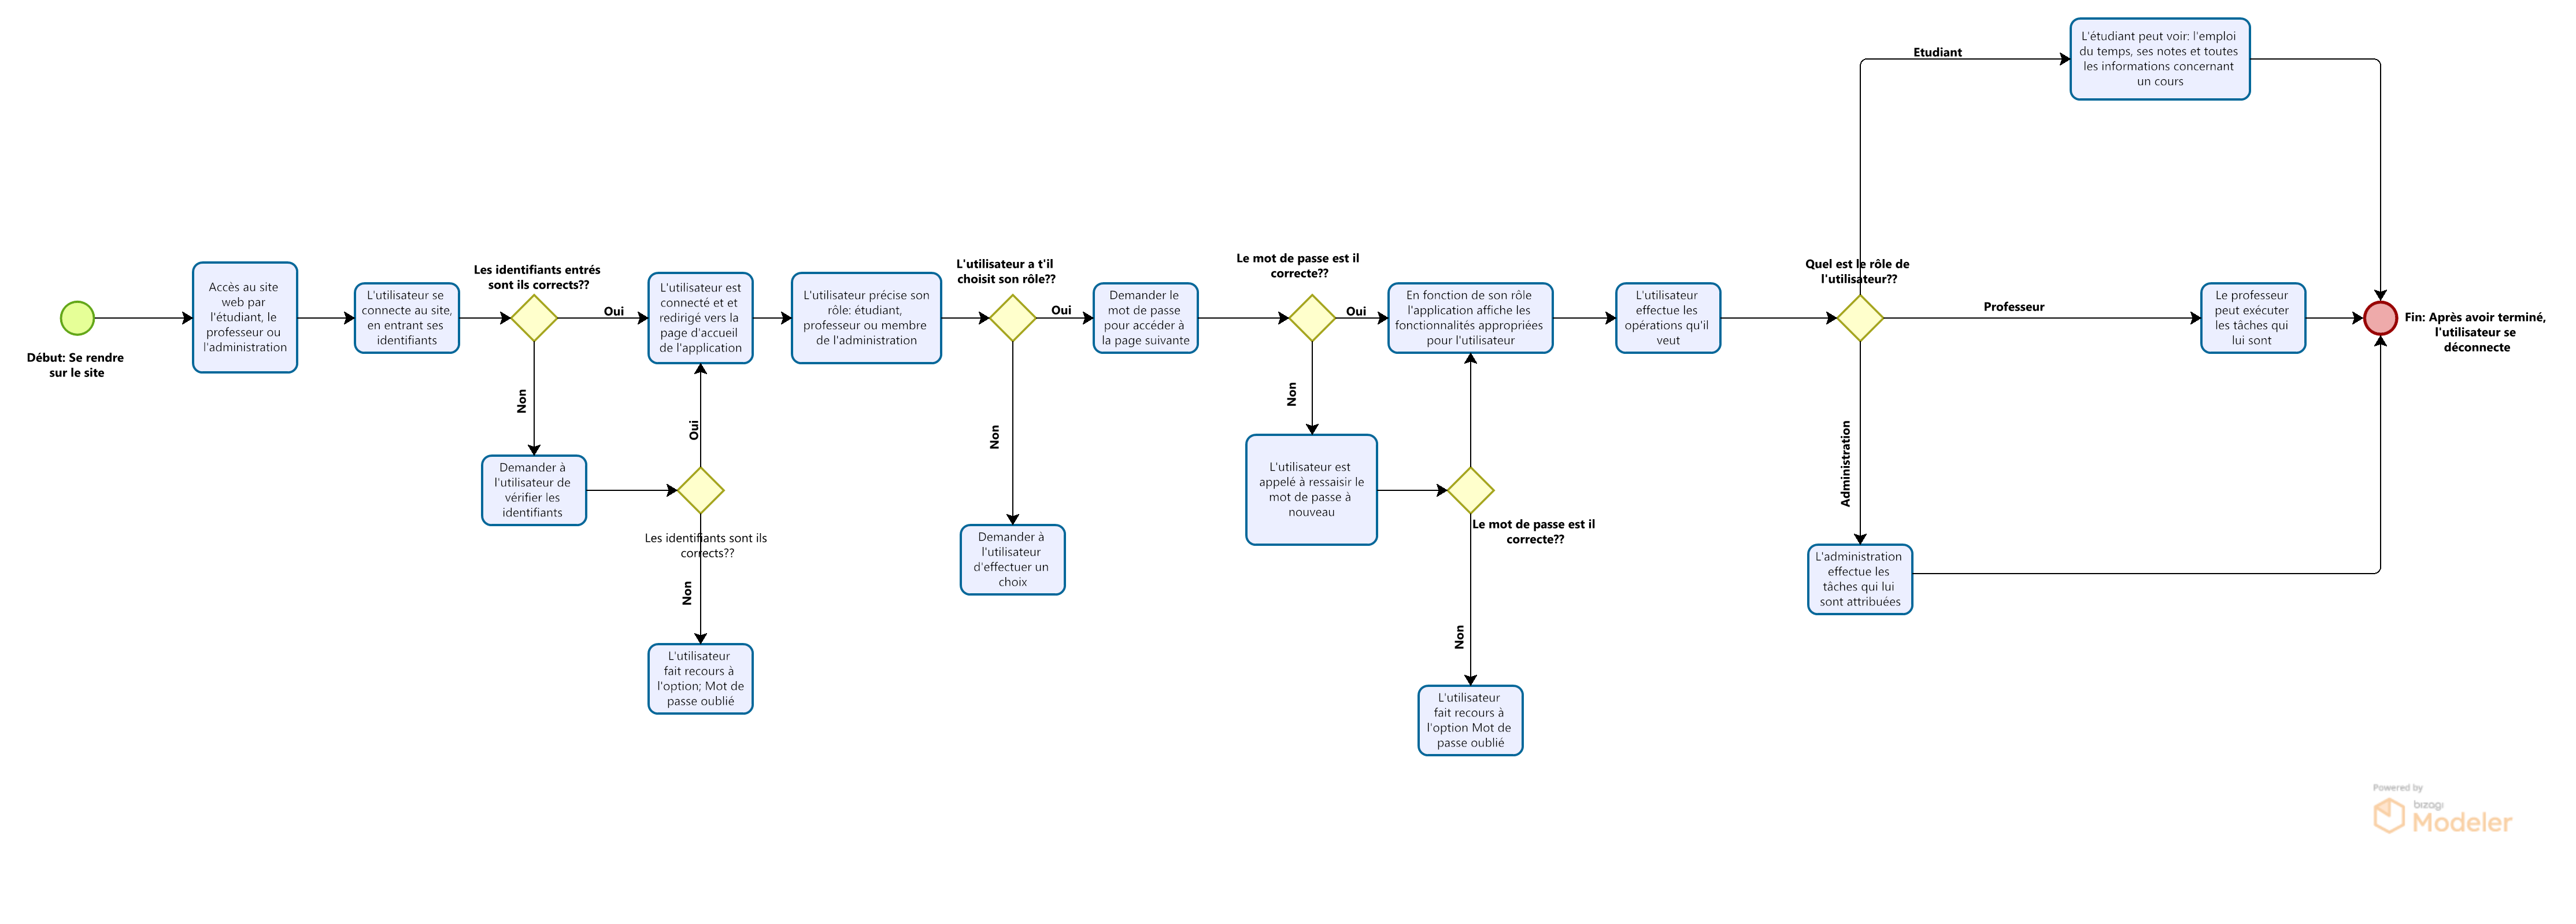 Début: Se rendre
sur le site
Accès au site
web par
l'étudiant, le
professeur ou
l'administration
L'utilisateur se
connecte au site,
en entrant ses
identifiants
Les identifiants entrés
sont ils corrects??
Oui
Non
Demander à
l'utilisateur de
vérifier les
identifiants
L'utilisateur est
connecté et et
redirigé vers la
page d'accueil
de l'application
Oui
Les identifiants sont ils
corrects??
Non
L'utilisateur
fait recours à
l'option; Mot de
passe oublié
L'utilisateur précise son
rôle: étudiant,
professeur ou membre
de l'administration
L'utilisateur a t'il
choisit son rôle??
Oui
Non
Demander à
l'utilisateur
d'effectuer un
choix
Demander le
mot de passe
pour accéder à
la page suivante
Le mot de passe est il
correcte??
Oui
Non
L'utilisateur est
appelé à ressaisir le
mot de passe à
nouveau
En fonction de son rôle
l'application affiche les
fonctionnalités appropriées
pour l'utilisateur
Le mot de passe est il
correcte??
Non
L'utilisateur
fait recours à
l'option Mot de
passe oublié
L'utilisateur
effectue les
opérations qu'il
veut
Quel est le rôle de
l'utilisateur??
Etudiant
L'étudiant peut voir: l'emploi
du temps, ses notes et toutes
les informations concernant
un cours
Professeur
Le professeur
peut exécuter
les tâches qui
lui sont
Administration
L'administration
effectue les
tâches qui lui
sont attribuées
Fin: Après avoir terminé,
l'utilisateur se
déconnecte
Powered by
bizagi
Modeler